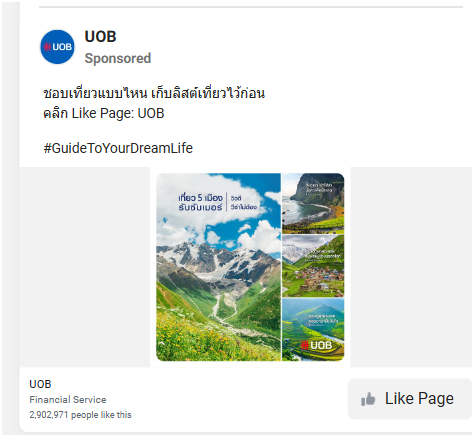 UOB
UOB
Sponsored
ชอบเที่ยวแบบไหน เก็บลิสต์เที่ยวไว้ก่อน
คลิก Like Page: UOB
#GuideToYourDreamLife
เที่ยว 5 เมือง
รับซัมเมอร์
วิวดี
วีซ่าไม่ต้อง
UOB
UOB
Financial Service
2,902,971 people like this
Like Page